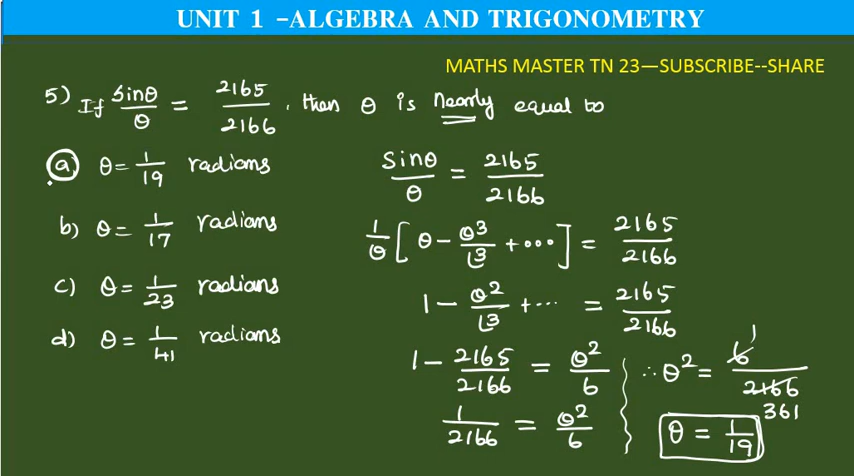 UNIT 1 -ALGEBRA AND TRIGONOMETRY
MATHS MASTER TN 23—SUBSCRIBE--SHARE
5) If sinθ/θ = 2165/2166, then θ is nearly equal to
a) θ = 1/19 radians
b) θ = 1/17 radians
c) θ = 1/23 radians
d) θ = 1/41 radians
sinθ/θ = 2165/2166
1/θ [θ - θ³/⌊3 + ...] = 2165/2166
1 - θ²/⌊3 + ... = 2165/2166
1 - 2165/2166 = θ²/6
1/2166 = θ²/6
∴ θ² = 6/2166
1
361
θ = 1/19